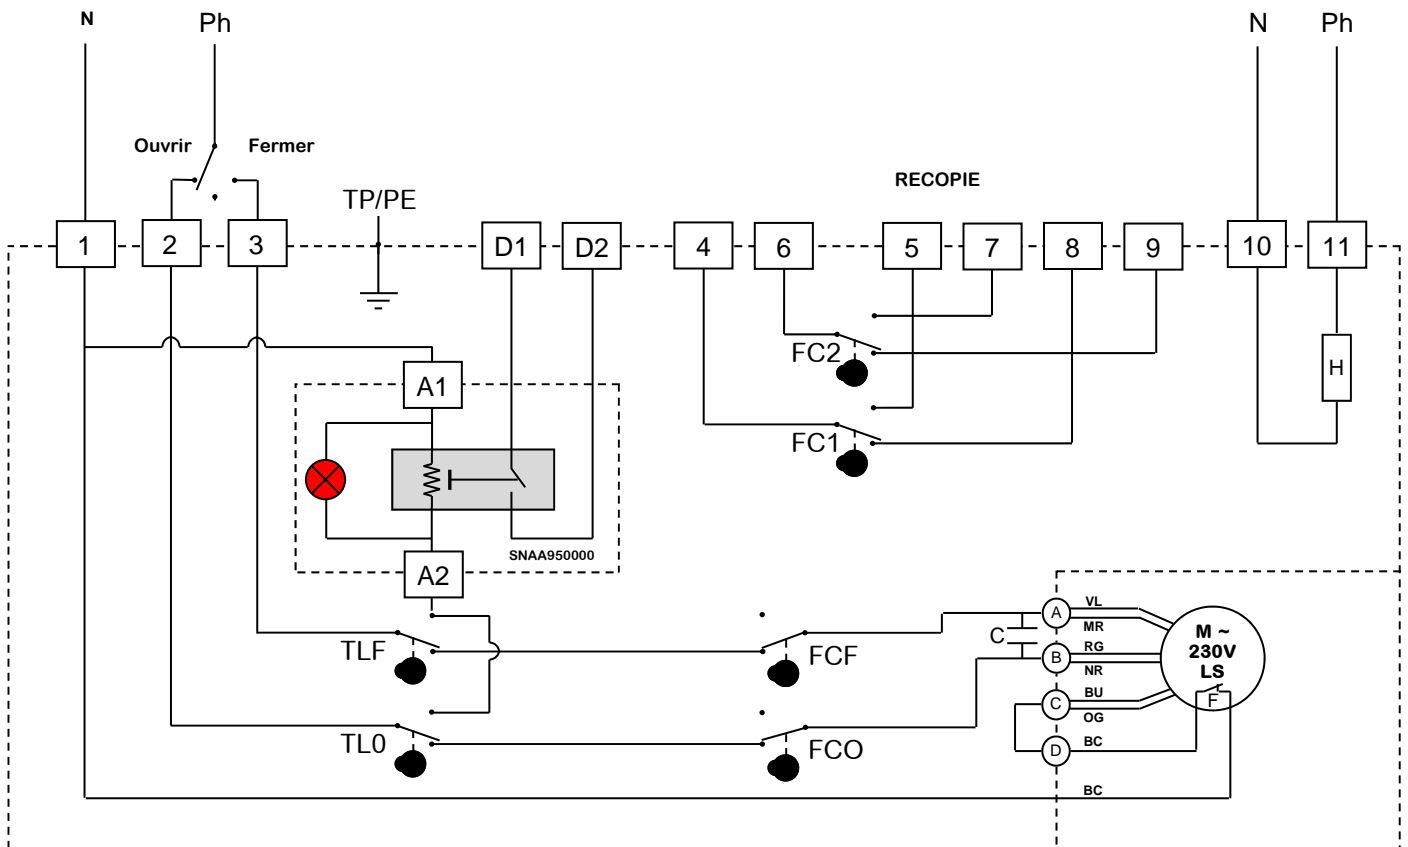 N Ph N Ph
Ouvrir Fermer
RECOPIE
TP/PE
1 2 3 D1 D2 4 6 5 7 8 9 10 11
FC2
H
A1
FC1
SNAA950000
A2
VL
A
C
MR
M ~
TLF
FCF
RG
230V
B
NR
LS
BU
F
C
OG
TL0
FCO
BC
D
BC